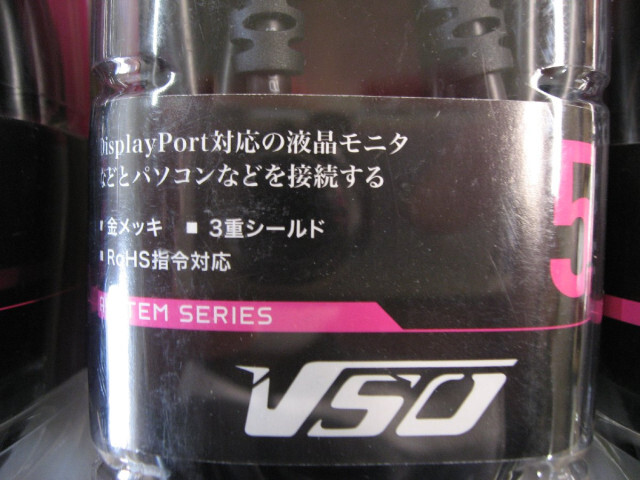 DisplayPort対応の液晶モニタ
などとパソコンなどを接続する
■ 金メッキ ■ 3重シールド
■ RoHS指令対応
SERIES
5
VSO